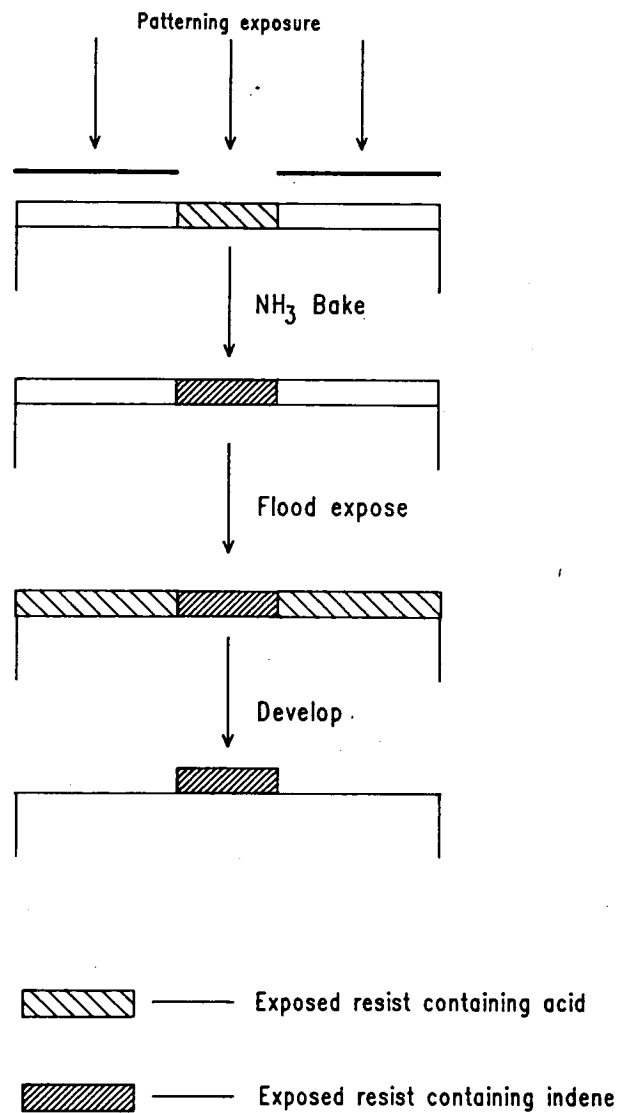 Patterning exposure
NH3 Bake
Flood expose
Develop
Exposed resist containing acid
Exposed resist containing indene